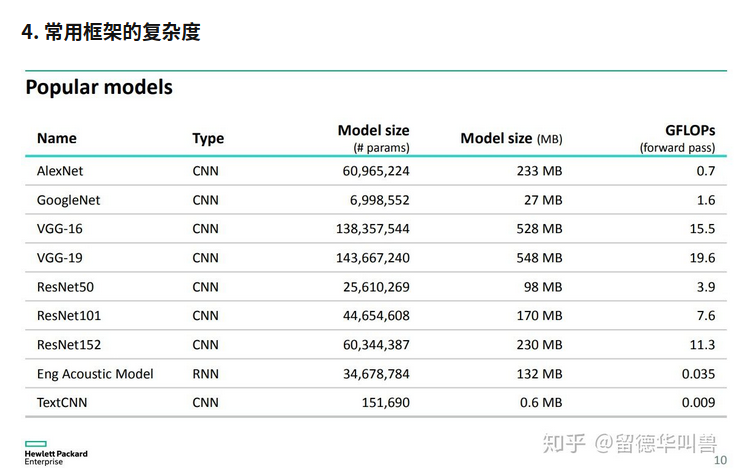 4. 常用框架的复杂度
Popular models
Name Type Model size (# params) Model size (MB) GFLOPs (forward pass)
AlexNet CNN 60,965,224 233 MB 0.7
GoogleNet CNN 6,998,552 27 MB 1.6
VGG-16 CNN 138,357,544 528 MB 15.5
VGG-19 CNN 143,667,240 548 MB 19.6
ResNet50 CNN 25,610,269 98 MB 3.9
ResNet101 CNN 44,654,608 170 MB 7.6
ResNet152 CNN 60,344,387 230 MB 11.3
Eng Acoustic Model RNN 34,678,784 132 MB 0.035
TextCNN CNN 151,690 0.6 MB 0.009
Hewlett Packard
Enterprise
知乎 @留德华叫兽
10